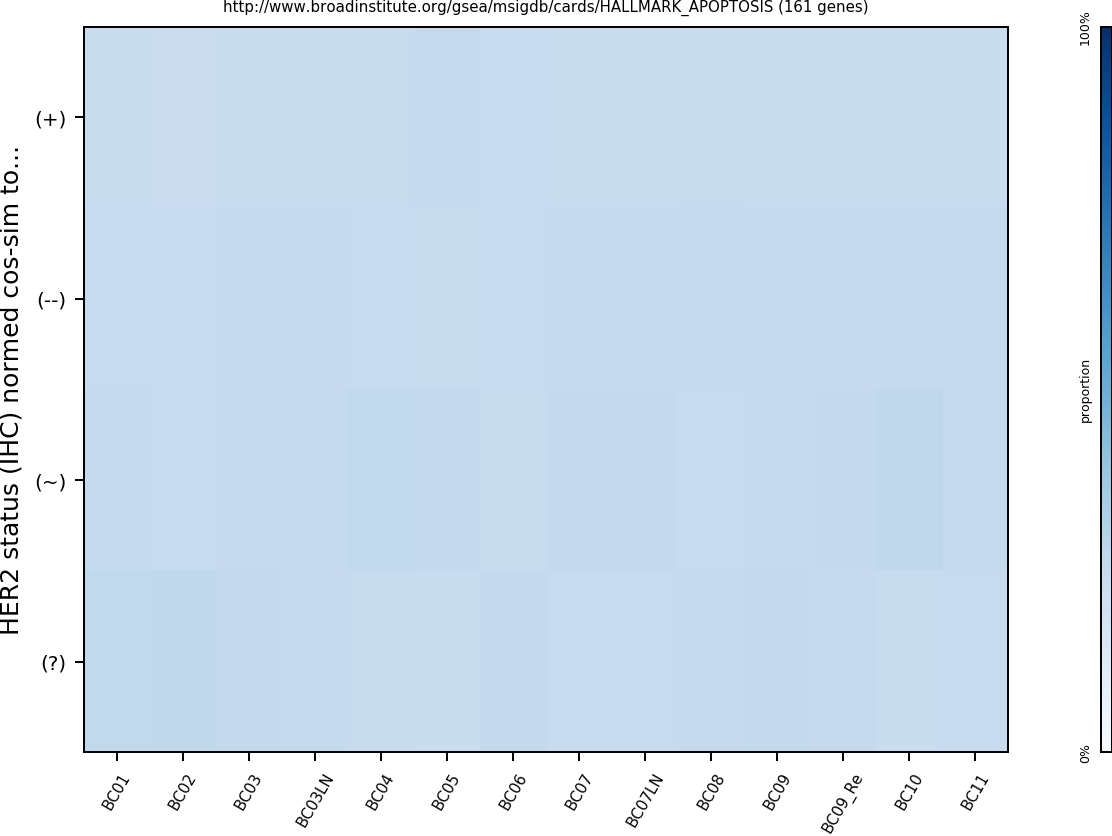 http://www.broadinstitute.org/gsea/msigdb/cards/HALLMARK_APOPTOSIS (161 genes)
HER2 status (IHC) normed cos-sim to...
(+)
(--)
(~)
(?)
BC01
BC02
BC03
BC03LN
BC04
BC05
BC06
BC07
BC07LN
BC08
BC09
BC09_Re
BC10
BC11
100%
proportion
0%